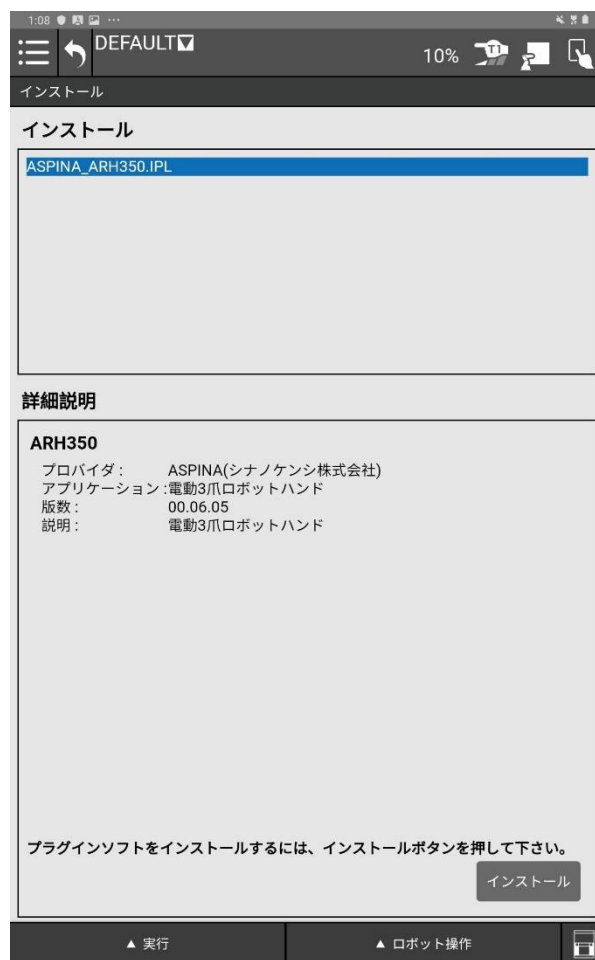 1:08
DEFAULT
10%
T1
インストール
インストール
ASPINA_ARH350.IPL
詳細説明
ARH350
プロバイダ : ASPINA(シナノケンシ株式会社)
アプリケーション :電動3爪ロボットハンド
版数 : 00.06.05
説明 : 電動3爪ロボットハンド
プラグインソフトをインストールするには、インストールボタンを押して下さい。
インストール
▲ 実行
▲ ロボット操作